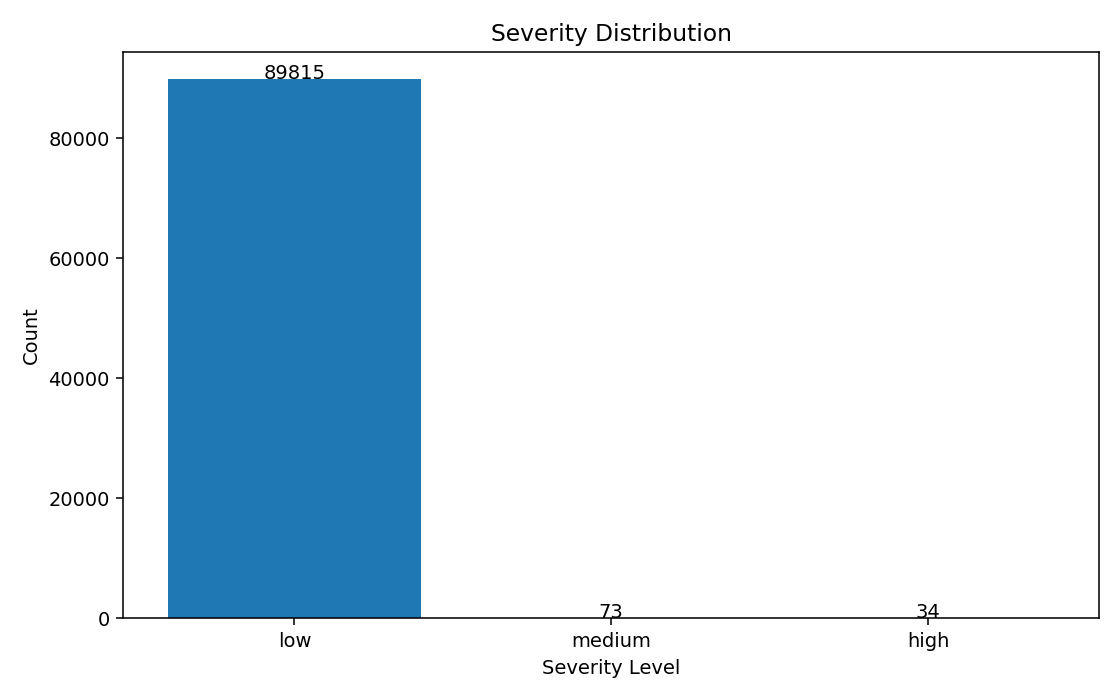 Severity Distribution
89815
80000
60000
40000
20000
0
Count
73
34
low
medium
high
Severity Level